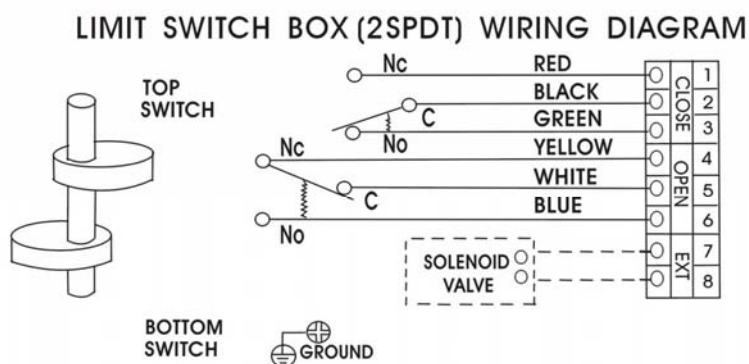 LIMIT SWITCH BOX (2SPDT) WIRING DIAGRAM
TOP
SWITCH
Nc
RED
1
BLACK
2
C
GREEN
3
No
CLOSE
Nc
YELLOW
4
WHITE
5
C
BLUE
6
No
OPEN
SOLENOID
VALVE
7
8
EXT
BOTTOM
SWITCH
GROUND